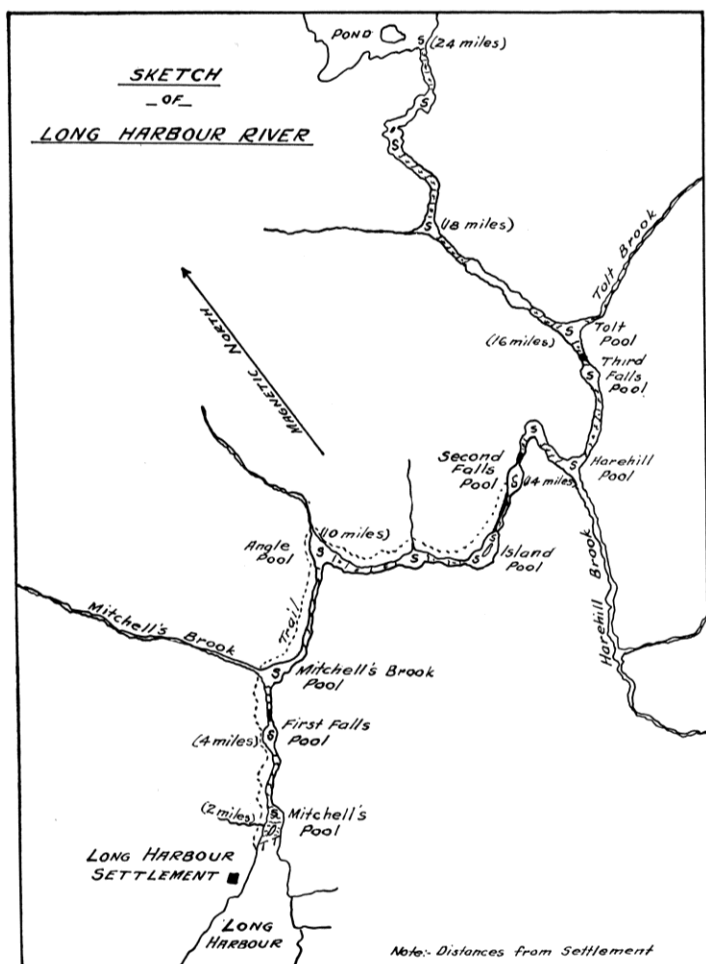 POND
S (24 miles)
SKETCH
_ OF _
LONG HARBOUR RIVER
S
S
S (18 miles)
Tolt Brook
MAGNETIC NORTH
(16 miles)
S
Tolt
Pool
Third
Falls
Pool
S
S
Second
Falls
Pool
S
(14 miles)
S
Harehill
Pool
(10 miles)
Angle
Pool
S
S
S
S
Island
Pool
Harehill Brook
Trail
Mitchell's Brook
S
Mitchell's Brook
Pool
First Falls
Pool
S
(4 miles)
(2 miles)
S
Mitchell's
Pool
T T
LONG HARBOUR
SETTLEMENT
LONG
HARBOUR
Note:- Distances from Settlement